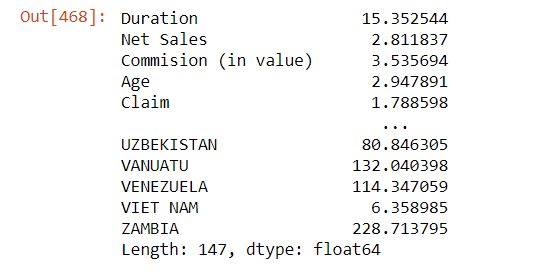 Out[468]: Duration 15.352544
Net Sales 2.811837
Commision (in value) 3.535694
Age 2.947891
Claim 1.788598
...
UZBEKISTAN 80.846305
VANUATU 132.040398
VENEZUELA 114.347059
VIET NAM 6.358985
ZAMBIA 228.713795
Length: 147, dtype: float64